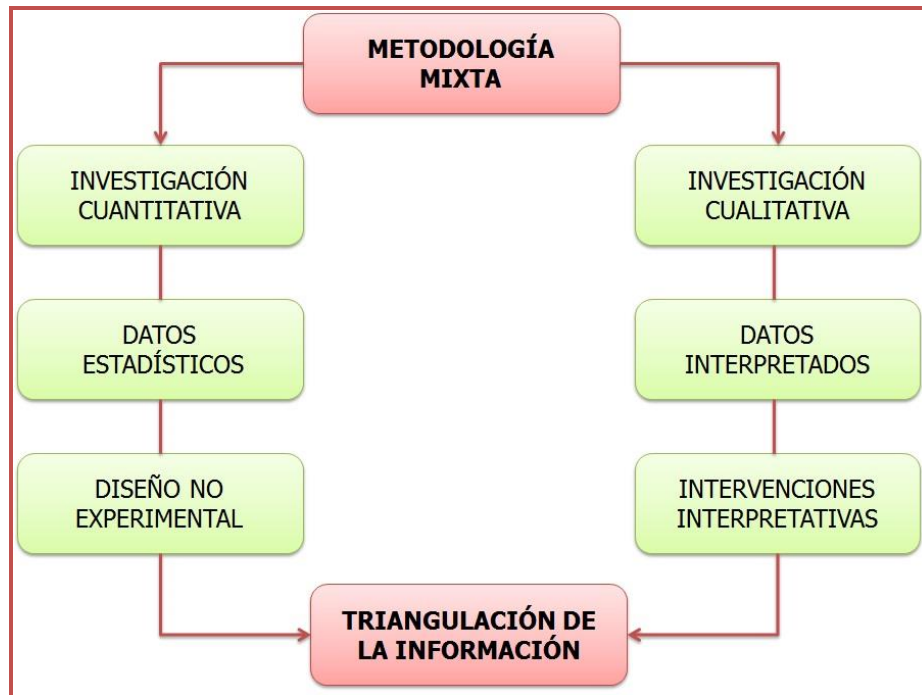 METODOLOGÍA
MIXTA
INVESTIGACIÓN
CUANTITATIVA
DATOS
ESTADÍSTICOS
DISEÑO NO
EXPERIMENTAL
INVESTIGACIÓN
CUALITATIVA
DATOS
INTERPRETADOS
INTERVENCIONES
INTERPRETATIVAS
TRIANGULACIÓN DE
LA INFORMACIÓN